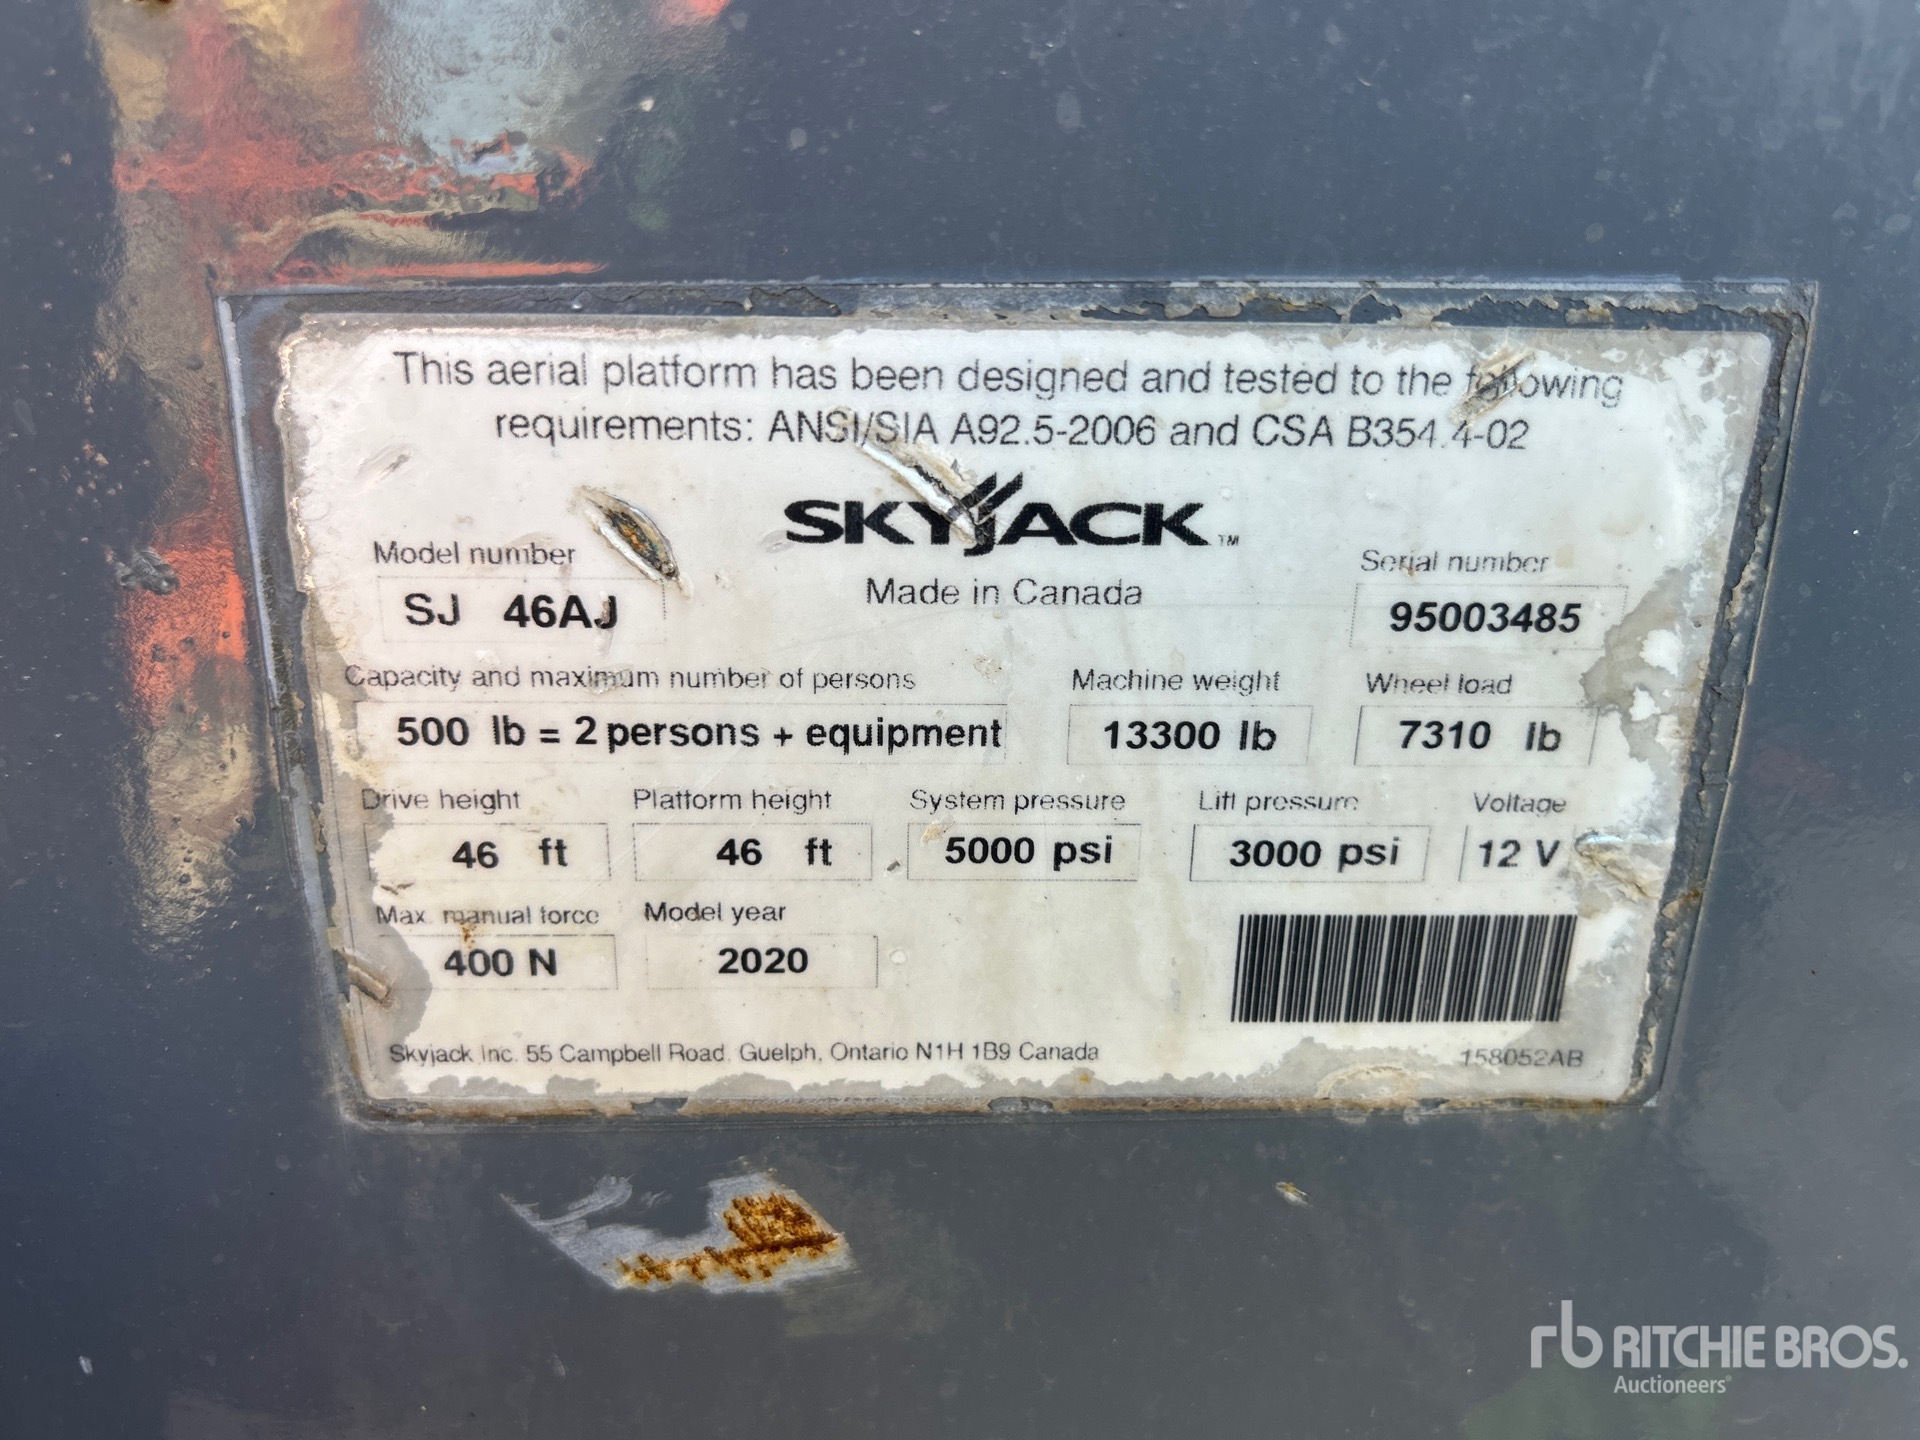 This aerial platform has been designed and tested to the following
requirements: ANSI/SIA A92.5-2006 and CSA B354.4-02
SKYJACK™
Made in Canada
Model number
SJ 46AJ
Serial number
95003485
Capacity and maximum number of persons
500 lb = 2 persons + equipment
Machine weight
13300 lb
Wheel load
7310 lb
Drive height
46 ft
Platform height
46 ft
System pressure
5000 psi
Lift pressure
3000 psi
Voltage
12 V
Max. manual force
400 N
Model year
2020
Skyjack Inc. 55 Campbell Road, Guelph, Ontario N1H 1B9 Canada
158052AB
rb RITCHIE BROS.
Auctioneers